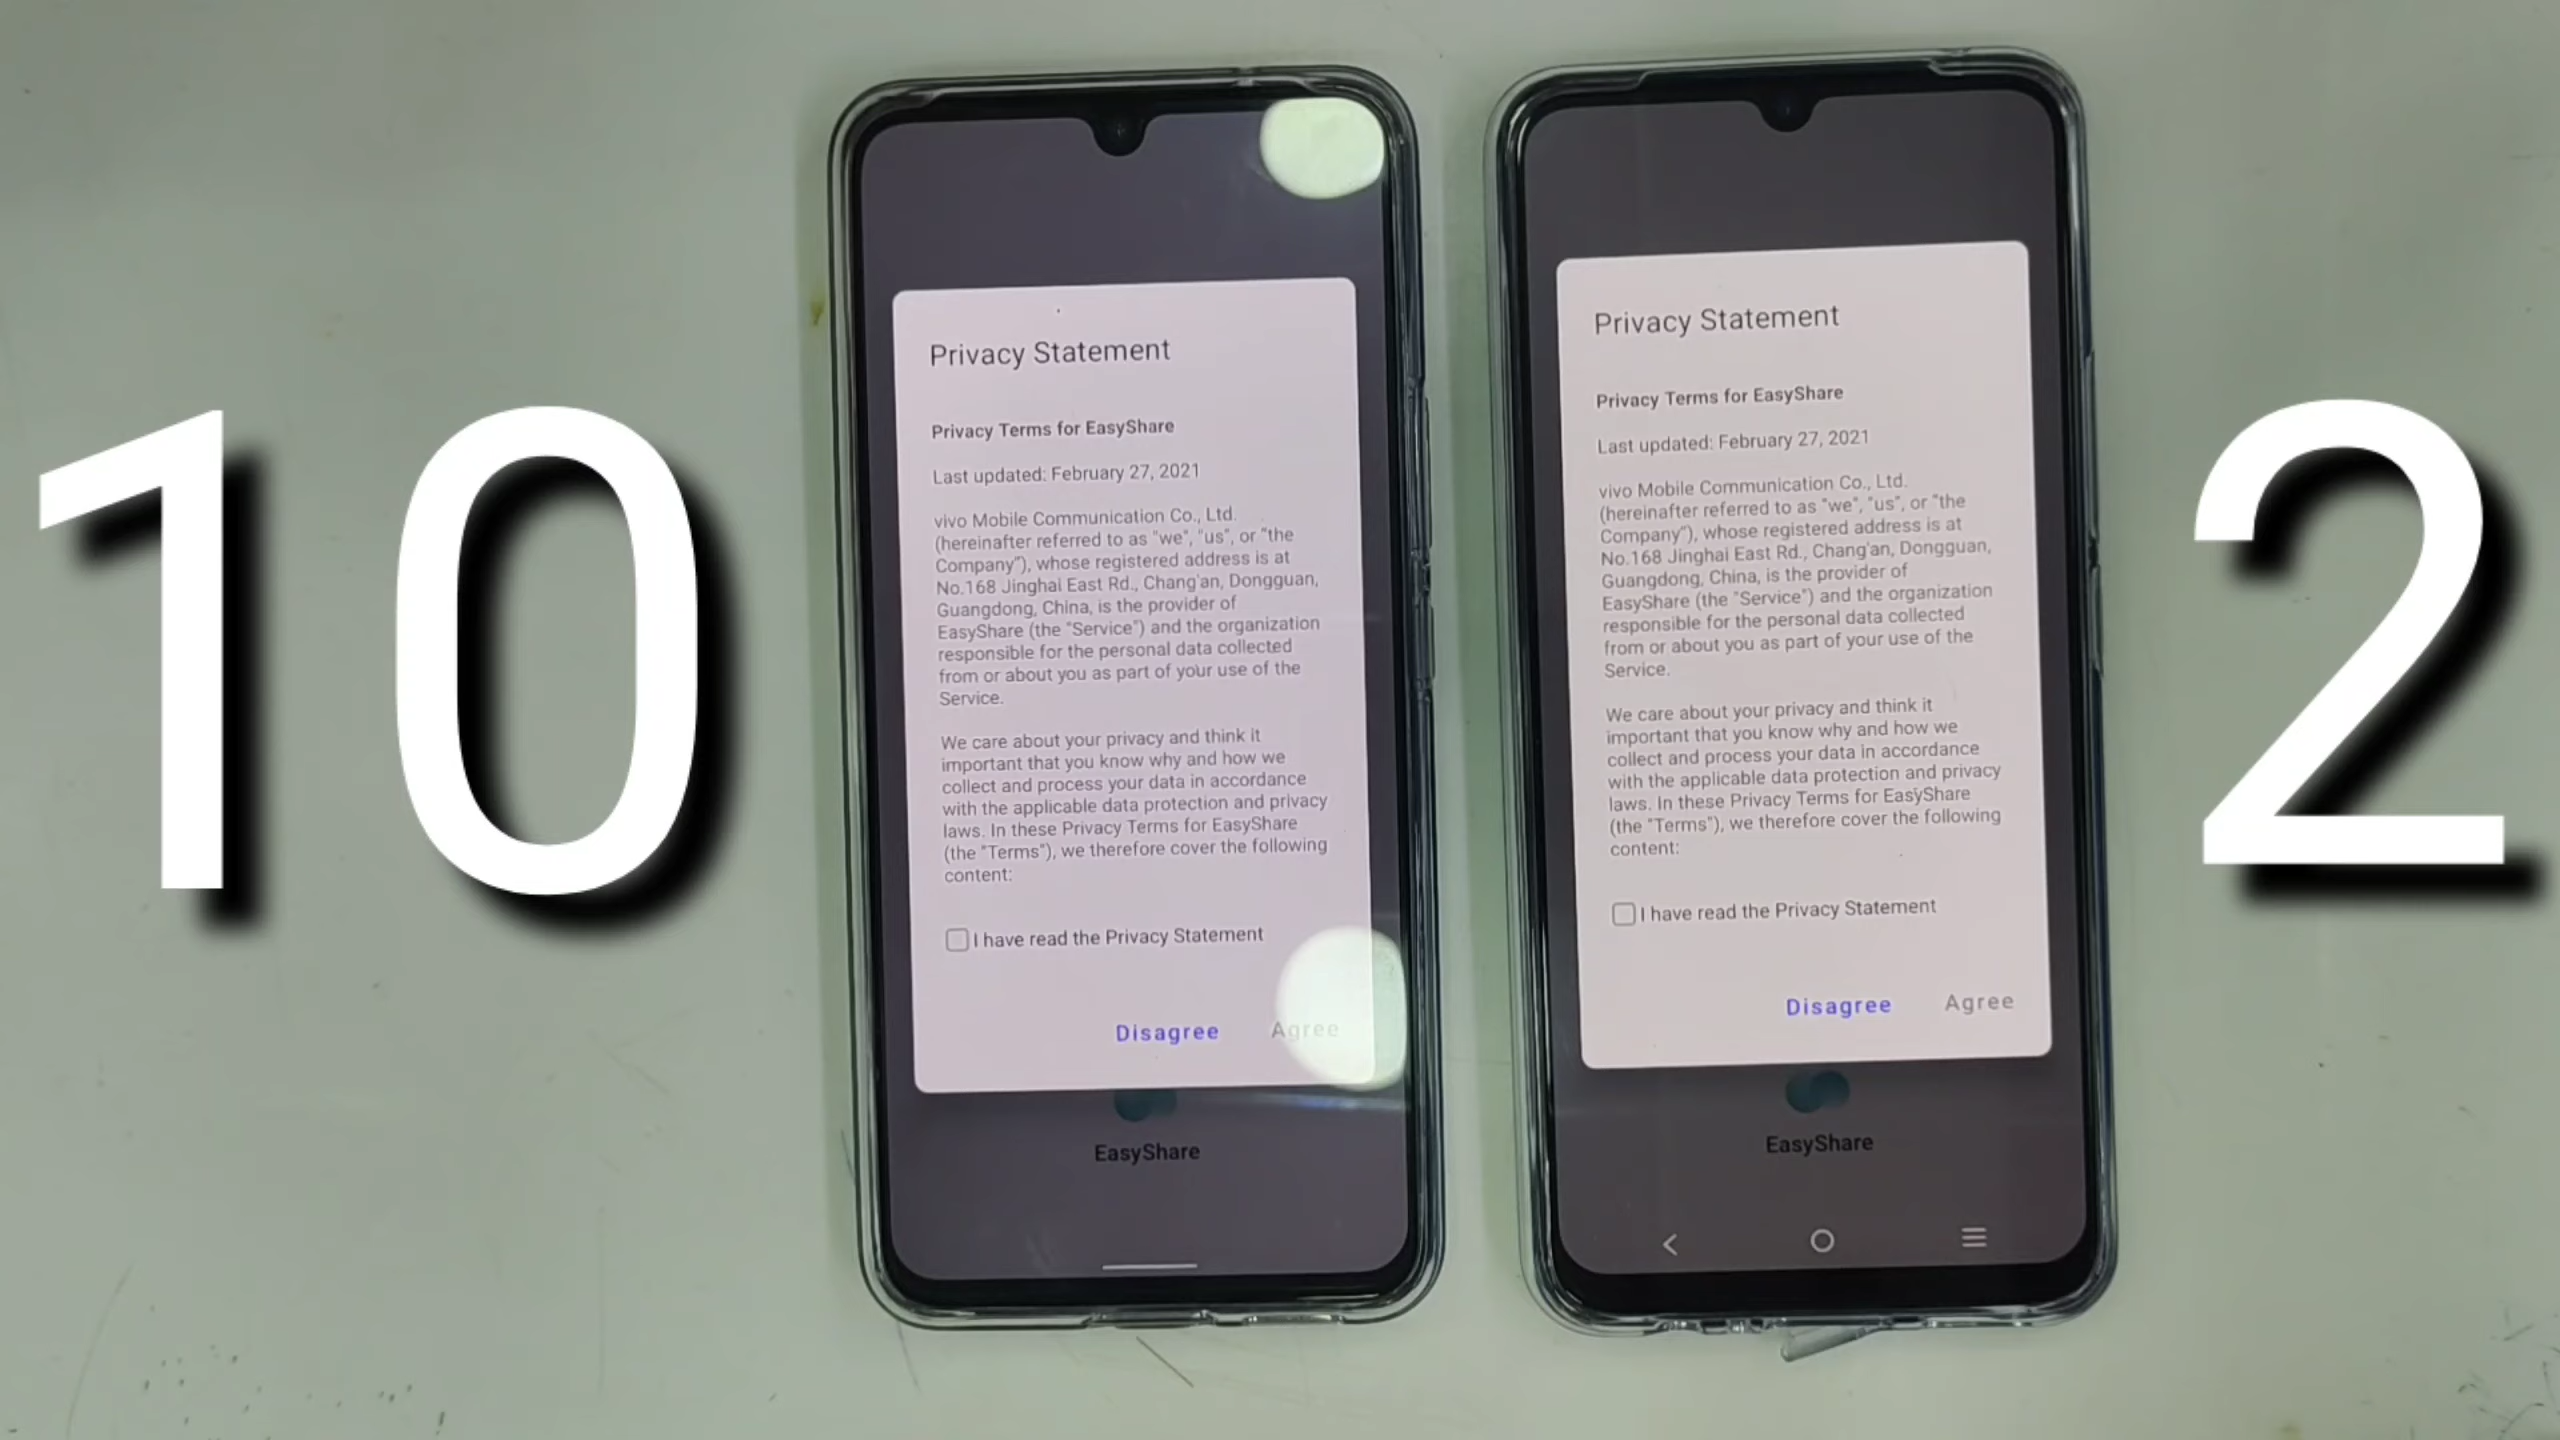 10
Privacy Statement
Privacy Terms for EasyShare
Last updated: February 27, 2021
vivo Mobile Communication Co., Ltd.
(hereinafter referred to as "we", "us", or "the
Company"), whose registered address is at
No.168 Jinghai East Rd., Chang'an, Dongguan,
Guangdong, China, is the provider of
EasyShare (the "Service") and the organization
responsible for the personal data collected
from or about you as part of your use of the
Service.
We care about your privacy and think it
important that you know why and how we
collect and process your data in accordance
with the applicable data protection and privacy
laws. In these Privacy Terms for EasyShare
(the "Terms"), we therefore cover the following
content:
I have read the Privacy Statement
Disagree Agree
EasyShare
Privacy Statement
Privacy Terms for EasyShare
Last updated: February 27, 2021
vivo Mobile Communication Co., Ltd.
(hereinafter referred to as "we", "us", or "the
Company"), whose registered address is at
No.168 Jinghai East Rd., Chang'an, Dongguan,
Guangdong, China, is the provider of
EasyShare (the "Service") and the organization
responsible for the personal data collected
from or about you as part of your use of the
Service.
We care about your privacy and think it
important that you know why and how we
collect and process your data in accordance
with the applicable data protection and privacy
laws. In these Privacy Terms for EasyShare
(the "Terms"), we therefore cover the following
content:
I have read the Privacy Statement
Disagree Agree
EasyShare
2